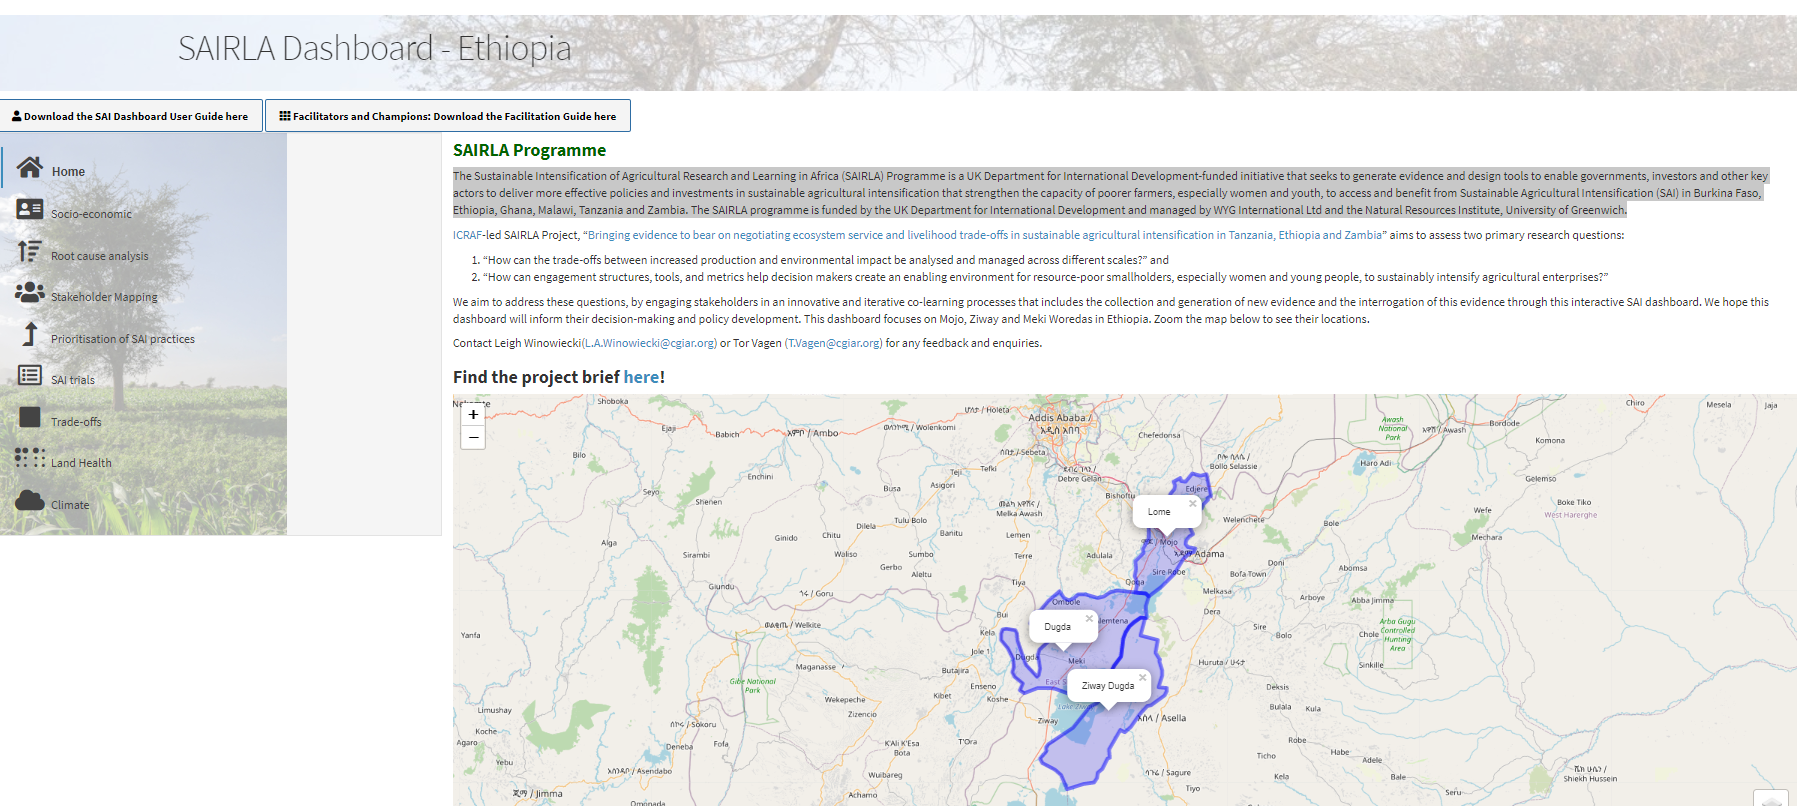 SAIRLA Dashboard - Ethiopia
Download the SAI Dashboard User Guide here
Facilitators and Champions: Download the Facilitation Guide here
Home
Socio-economic
Root cause analysis
Stakeholder Mapping
Prioritisation of SAI practices
SAI trials
Trade-offs
Land Health
Climate
SAIRLA Programme
The Sustainable Intensification of Agricultural Research and Learning in Africa (SAIRLA) Programme is a UK Department for International Development-funded initiative that seeks to generate evidence and design tools to enable governments, investors and other key
actors to deliver more effective policies and investments in sustainable agricultural intensification that strengthen the capacity of poorer farmers, especially women and youth, to access and benefit from Sustainable Agricultural Intensification (SAI) in Burkina Faso,
Ethiopia, Ghana, Malawi, Tanzania and Zambia. The SAIRLA programme is funded by the UK Department for International Development and managed by WYG International Ltd and the Natural Resources Institute, University of Greenwich.
ICRAF-led SAIRLA Project, “Bringing evidence to bear on negotiating ecosystem service and livelihood trade-offs in sustainable agricultural intensification in Tanzania, Ethiopia and Zambia” aims to assess two primary research questions:
1. “How can the trade-offs between increased production and environmental impact be analysed and managed across different scales?” and
2. “How can engagement structures, tools, and metrics help decision makers create an enabling environment for resource-poor smallholders, especially women and young people, to sustainably intensify agricultural enterprises?”
We aim to address these questions, by engaging stakeholders in an innovative and iterative co-learning processes that includes the collection and generation of new evidence and the interrogation of this evidence through this interactive SAI dashboard. We hope this
dashboard will inform their decision-making and policy development. This dashboard focuses on Mojo, Ziway and Meki Woredas in Ethiopia. Zoom the map below to see their locations.
Contact Leigh Winowiecki(L.A.Winowiecki@cgiar.org) or Tor Vagen (T.Vagen@cgiar.org) for any feedback and enquiries.
Find the project brief here!
+
−
Shoboka
Holeta
Addis Ababa /
አዲስ አበባ
Chiro
Mesela
Jaja
Ejaji
Babich
አምቦ / Ambo
Wolenkomi
Chefedonsa
Awash
National
Park
Awash
Bordode
Komona
Bilo
Sebeta
Bollo Selassie
Haro Adi
Teji
Tefki
Debre Gelan
Enchini
Gelemso
Seyo
Shenen
Busa
Asigori
Bishoftu
Edjere
Boke Tiko
West Hararghe
Melka Awash
Lome
Wefe
Dilela
Tulu Bolo
Welenchete
Bole
Mechara
Alga
Ginido
Chitu
Banitu
Lemen
Mojo
Sirambi
Waliso
Sumbo
Terre
Adulala
Adama
Doni
Abomsa
Gerbo
Aleltu
Sire Robe
Bofa Town
Giundu
Goru
Tiya
Qoqa
Melkasa
Arboye
Abba Jimma
Ombole
Bui
Dera
Arba Gugu
Controlled
Hunting
Area
Welkite
Dugda
Alemtena
Sire
Bolo
Chole
Yanfa
Kela
Jole 1
Dugda
Meki
Maganasse
Butajira
Huruta
Sinkille
Gibe National
Park
Enseno
Ziway Dugda
Deksis
Wekepeche
Kibet
Koshe
Limushay
Zizencio
Ziway
Asella
Bulala
Kula
Koche
Sokoru
Agaro
Deneba
Fofa
K'Ali K'Esa
Bota
T'Ora
Robe
Habe
Adele
Ticho
Yebu
Asendabo
Wulbareg
Sagure
Kela
Bale
Shiekh Hussein
ጅማ / Jimma
Omonada
Achamo
Tiyo
Seru